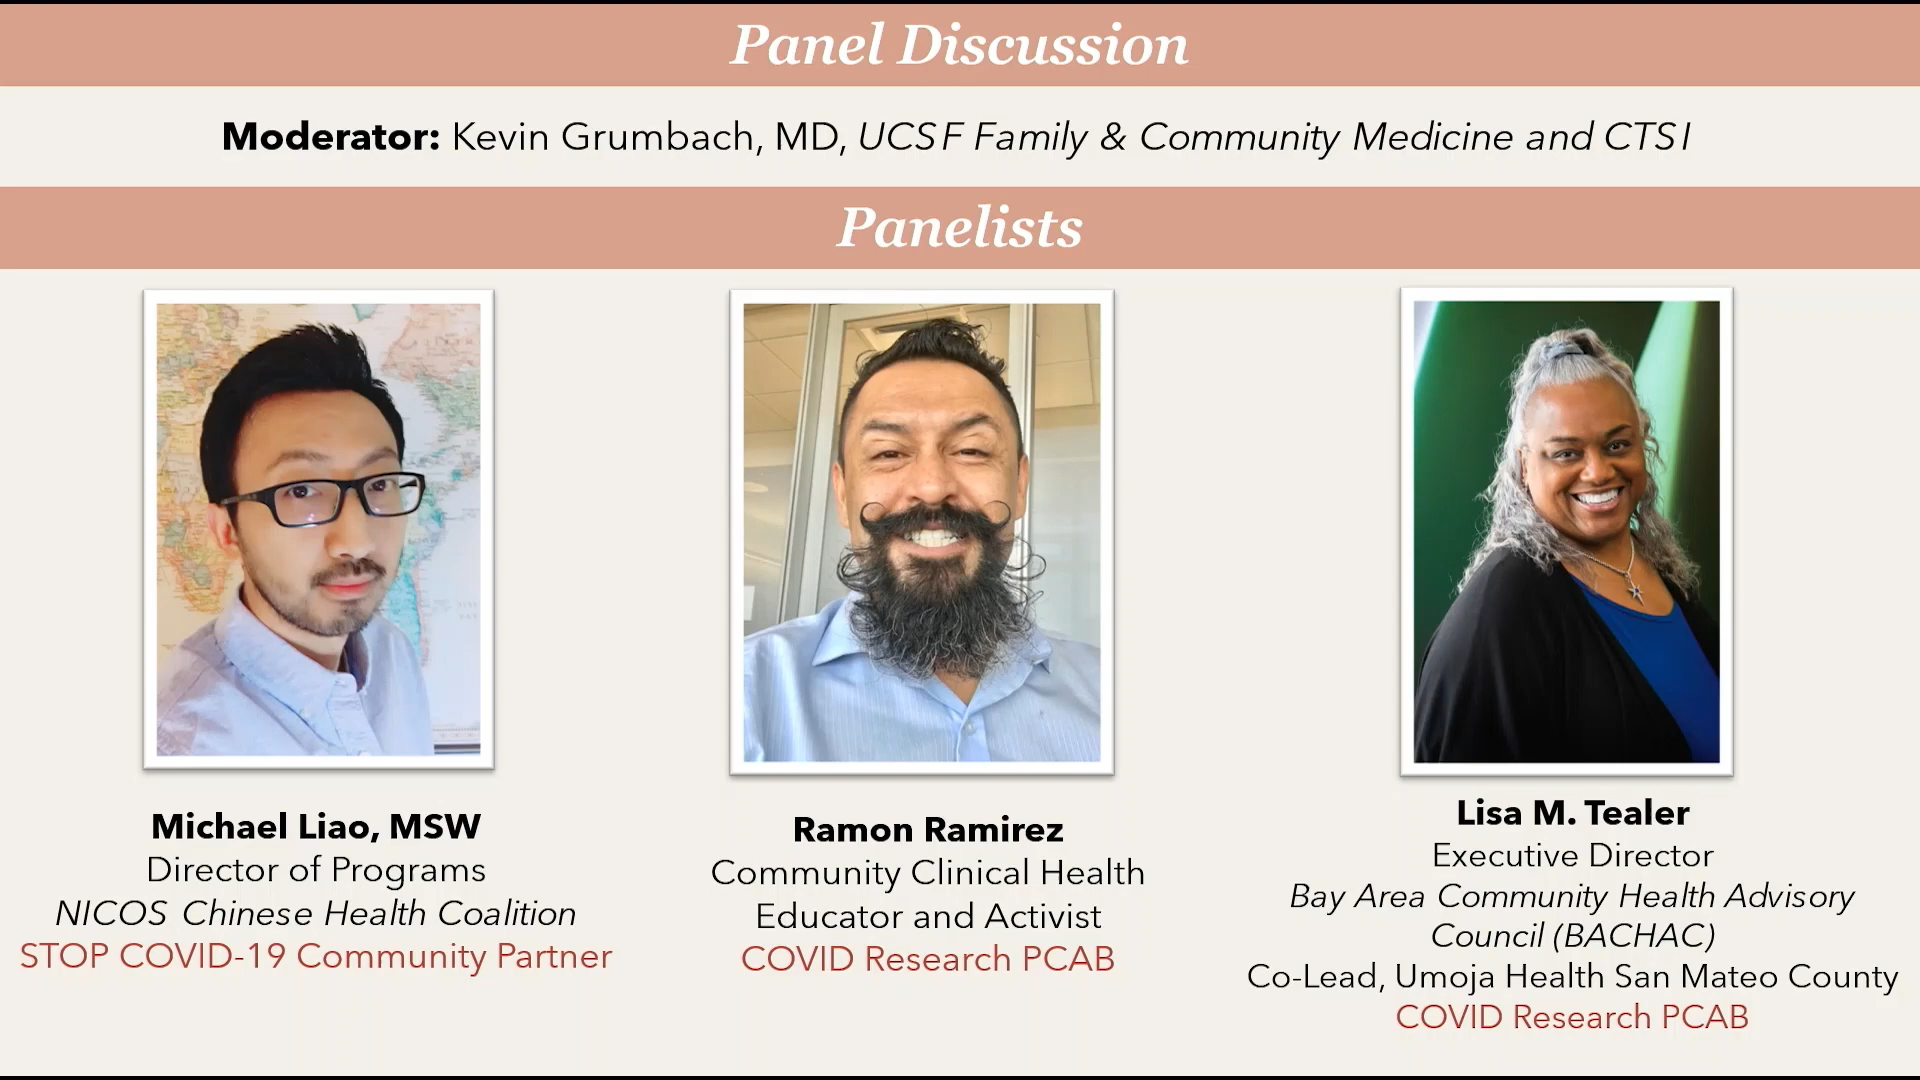 Panel Discussion
Moderator: Kevin Grumbach, MD, UCSF Family & Community Medicine and CTSI
Panelists
Michael Liao, MSW
Director of Programs
NICOS Chinese Health Coalition
STOP COVID-19 Community Partner
Ramon Ramirez
Community Clinical Health
Educator and Activist
COVID Research PCAB
Lisa M. Tealer
Executive Director
Bay Area Community Health Advisory
Council (BACHAC)
Co-Lead, Umoja Health San Mateo County
COVID Research PCAB